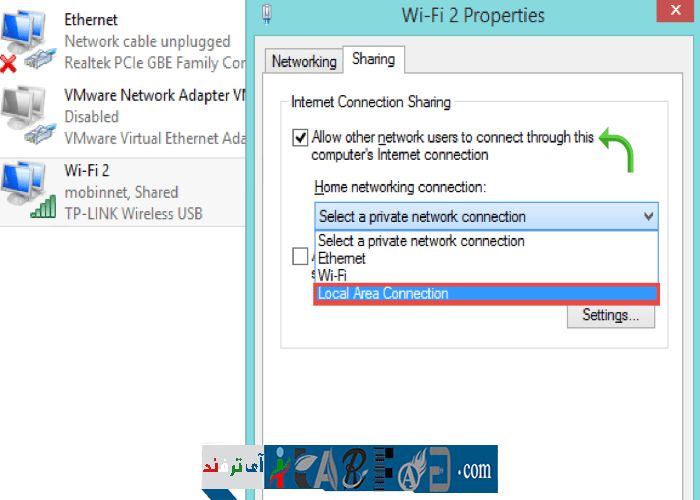 Ethernet
Network cable unplugged
Realtek PCIe GBE Family Cor
VMware Network Adapter VM
Disabled
VMware Virtual Ethernet Ada
Wi-Fi 2
mobinnet, Shared
TP-LINK Wireless USB
Wi-Fi 2 Properties
x
Networking
Sharing
Internet Connection Sharing
Allow other network users to connect through this
computer's Internet connection
Home networking connection:
Select a private network connection
Select a private network connection
Ethernet
Wi-Fi
Local Area Connection
Settings...
آی ترفند
.com